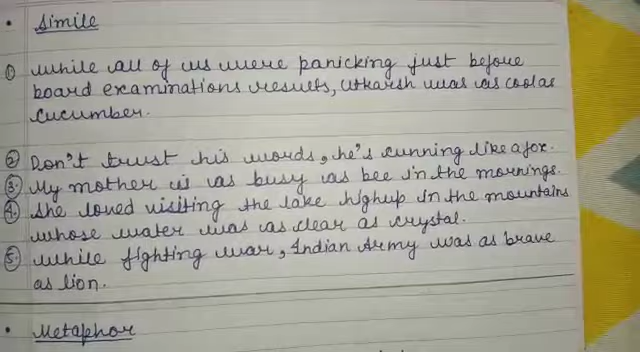 • Simile
① While all of us were panicking just before
board examinations results, Utkarsh was as cool as
cucumber.
② Don't trust his words, he's cunning like a fox.
③ My mother is as busy as bee in the mornings.
④ She loved visiting the lake highup in the mountains
whose water was as clear as crystal.
⑤ While fighting war, Indian Army was as brave
as lion.
• Metaphor